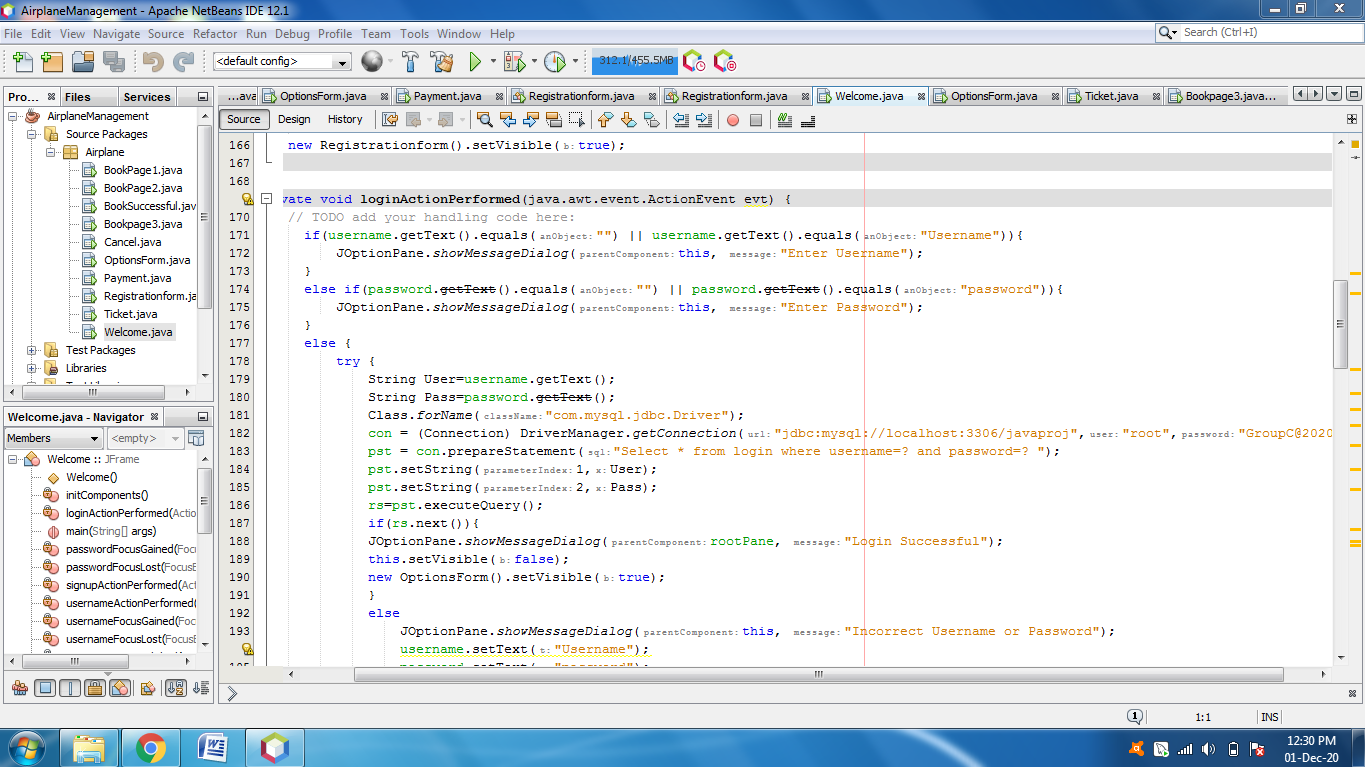 AirplaneManagement - Apache NetBeans IDE 12.1
File Edit View Navigate Source Refactor Run Debug Profile Team Tools Window Help
Search (Ctrl+I)
<default config>
312.1/455.5MB
Pro... Files Services
...ava OptionsForm.java Payment.java Registrationform.java Registrationform.java Welcome.java OptionsForm.java Ticket.java Bookpage3.java...
Source Design History
AirplaneManagement
Source Packages
Airplane
BookPage1.java
BookPage2.java
BookSuccessful.jav
Bookpage3.java
Cancel.java
OptionsForm.java
Payment.java
Registrationform.ja
Ticket.java
Welcome.java
Test Packages
Libraries
Welcome.java - Navigator
Members <empty>
Welcome :: JFrame
Welcome()
initComponents()
loginActionPerformed(Actio
main(String[] args)
passwordFocusGained(Focu
passwordFocusLost(FocusE
signupActionPerformed(Act
usernameActionPerformed(
usernameFocusGained(Focu
usernameFocusLost(FocusE
166 new Registrationform().setVisible(b: true);
167
168
vate void loginActionPerformed(java.awt.event.ActionEvent evt) {
170 // TODO add your handling code here:
171 if(username.getText().equals(anObject: "") || username.getText().equals(anObject: "Username")){
172 JOptionPane.showMessageDialog(parentComponent: this, message: "Enter Username");
173 }
174 else if(password.getText().equals(anObject: "") || password.getText().equals(anObject: "password")){
175 JOptionPane.showMessageDialog(parentComponent: this, message: "Enter Password");
176 }
177 else {
178 try {
179 String User=username.getText();
180 String Pass=password.getText();
181 Class.forName(className: "com.mysql.jdbc.Driver");
182 con = (Connection) DriverManager.getConnection(url: "jdbc:mysql://localhost:3306/javaproj", user: "root", password: "GroupC@2020
183 pst = con.prepareStatement(sql: "Select * from login where username=? and password=? ");
184 pst.setString(parameterIndex: 1, x: User);
185 pst.setString(parameterIndex: 2, x: Pass);
186 rs=pst.executeQuery();
187 if(rs.next()){
188 JOptionPane.showMessageDialog(parentComponent: rootPane, message: "Login Successful");
189 this.setVisible(b: false);
190 new OptionsForm().setVisible(b: true);
191 }
192 else
193 JOptionPane.showMessageDialog(parentComponent: this, message: "Incorrect Username or Password");
username.setText(t: "Username");
1:1 INS
12:30 PM
01-Dec-20